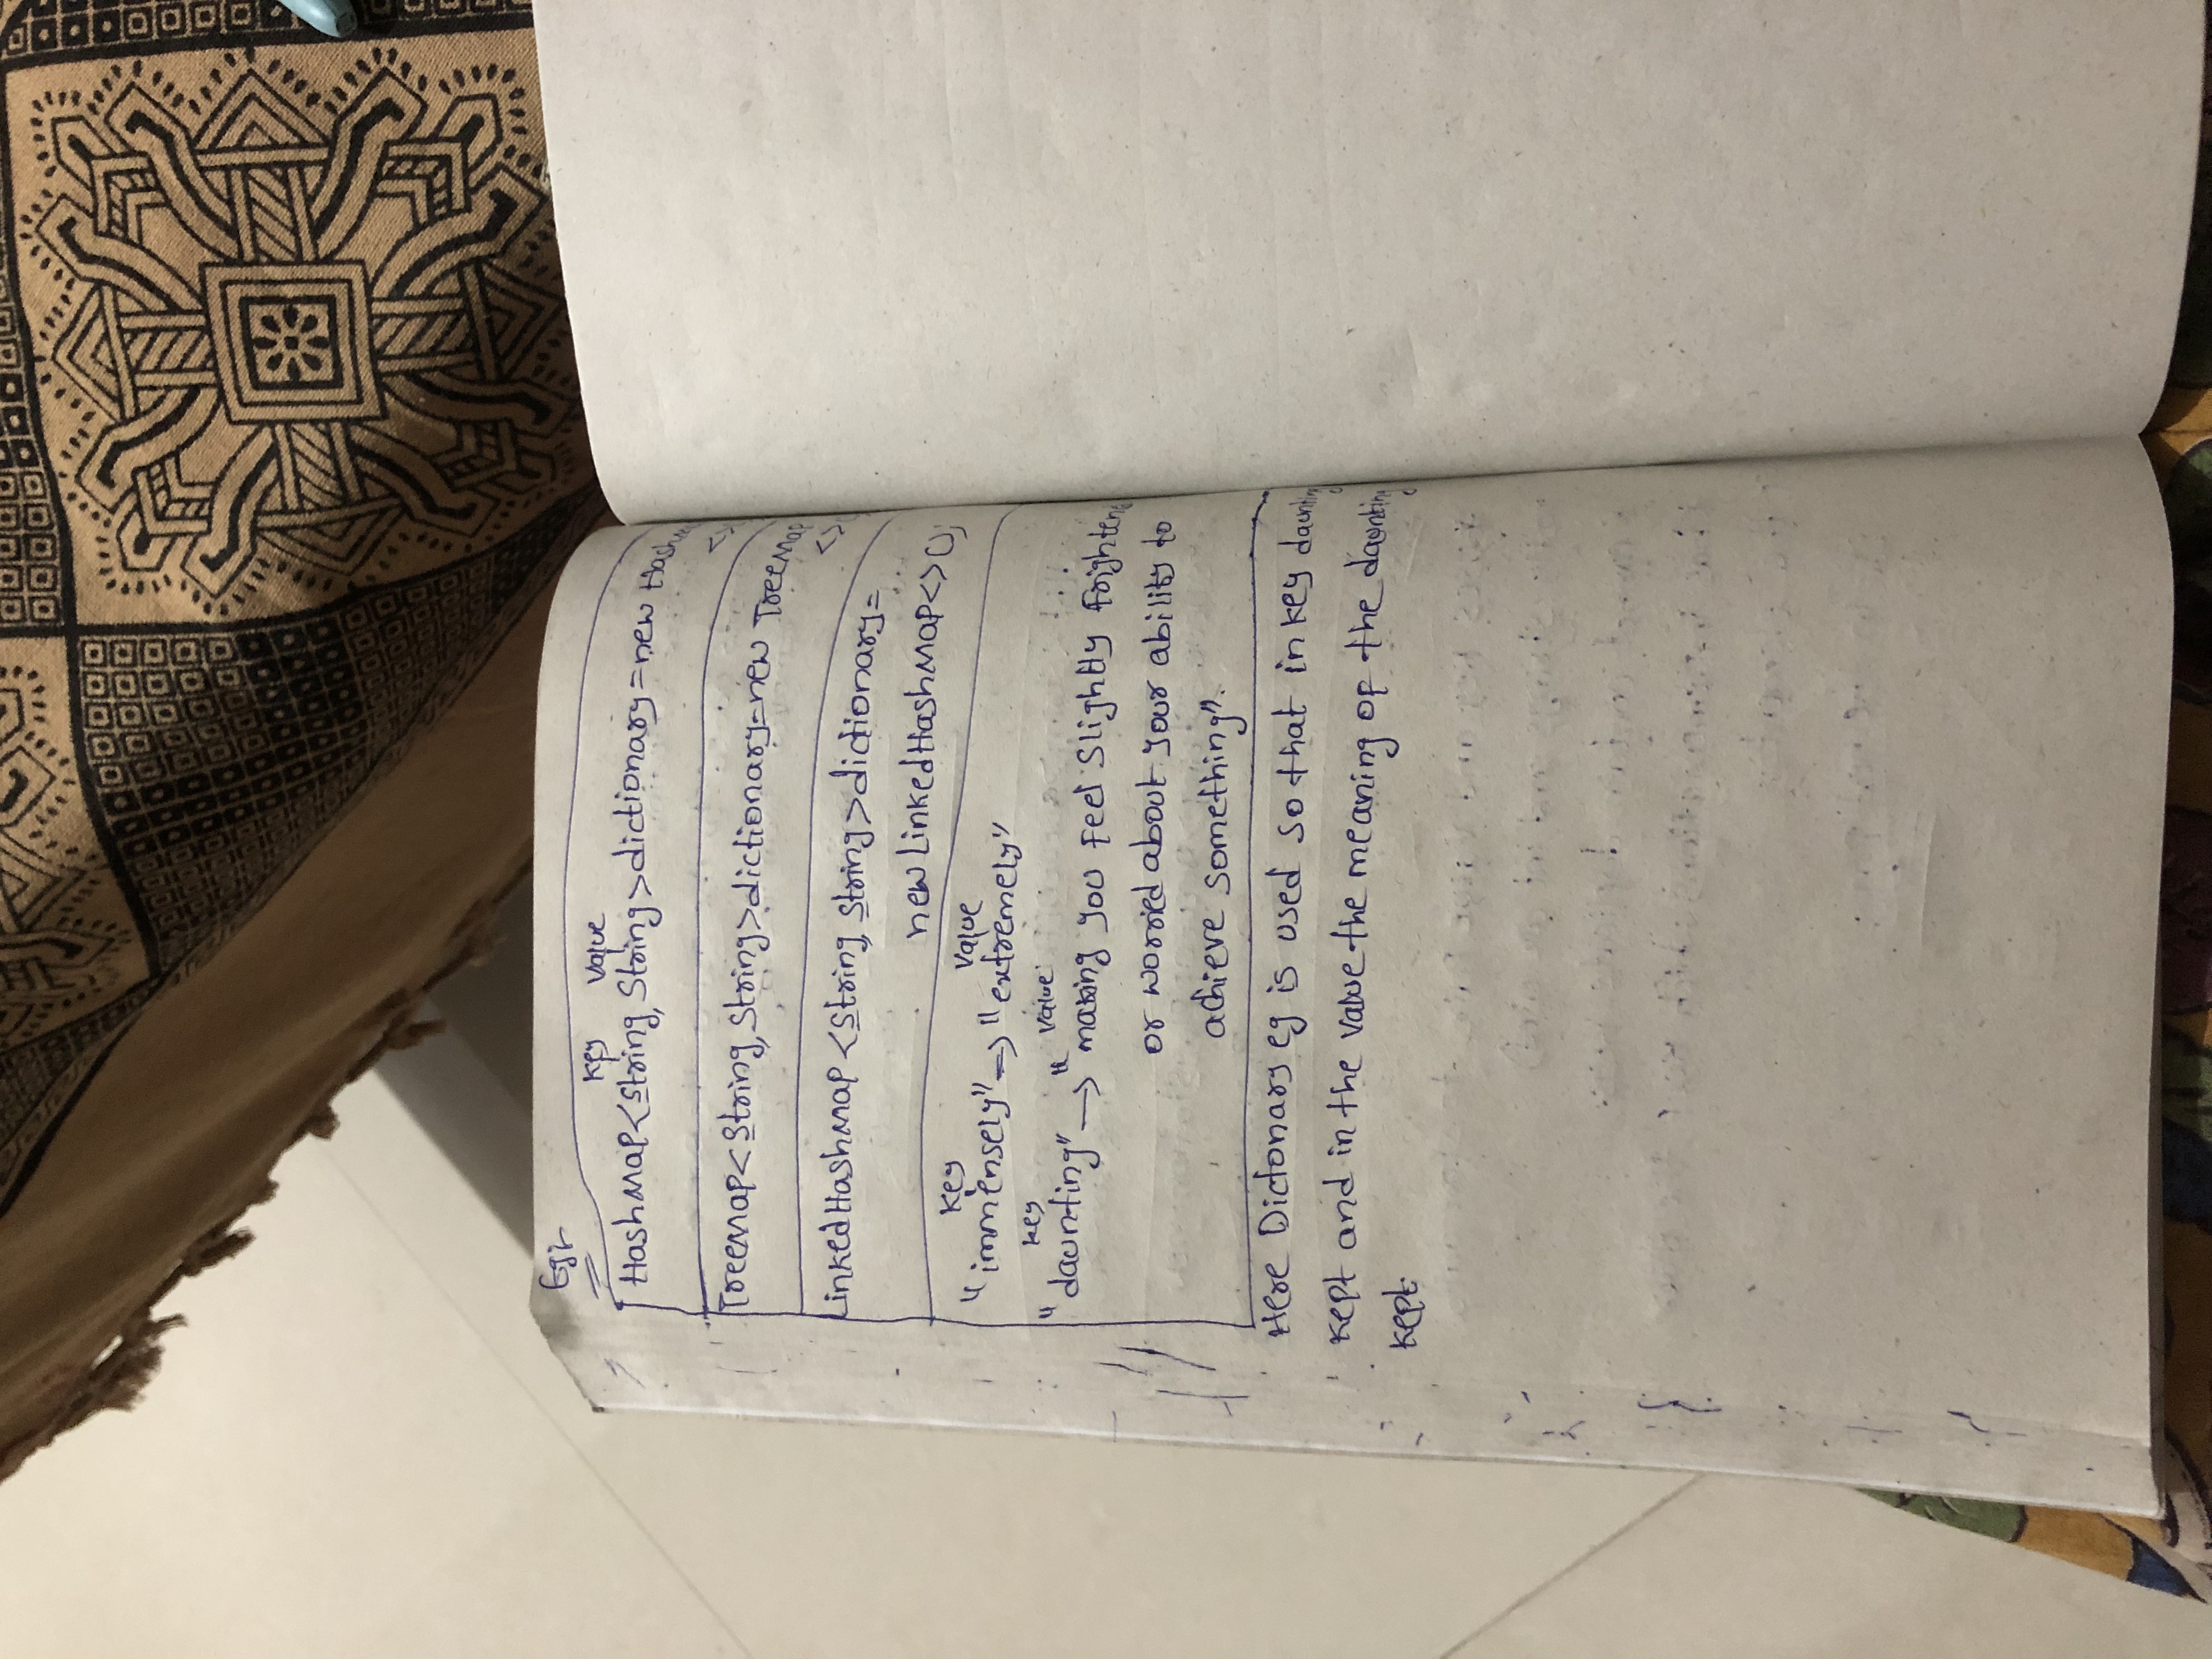 Eg:-
Key Value
HashMap<String, String>dictionary=new HashM
<>
TreeMap<String, String>dictionary=new TreeMap
<>
LinkedHashMap <String, String>dictionary=
new LinkedHashMap<>();
Key Value
"immensely" => "extremely"
key Value
"daunting" -> "making you feel slightly frighten
or worried about your ability to
achieve something".
Here Dictonary eg is used so that in key daunting
kept and in the value the meaning of the daunting
kept.